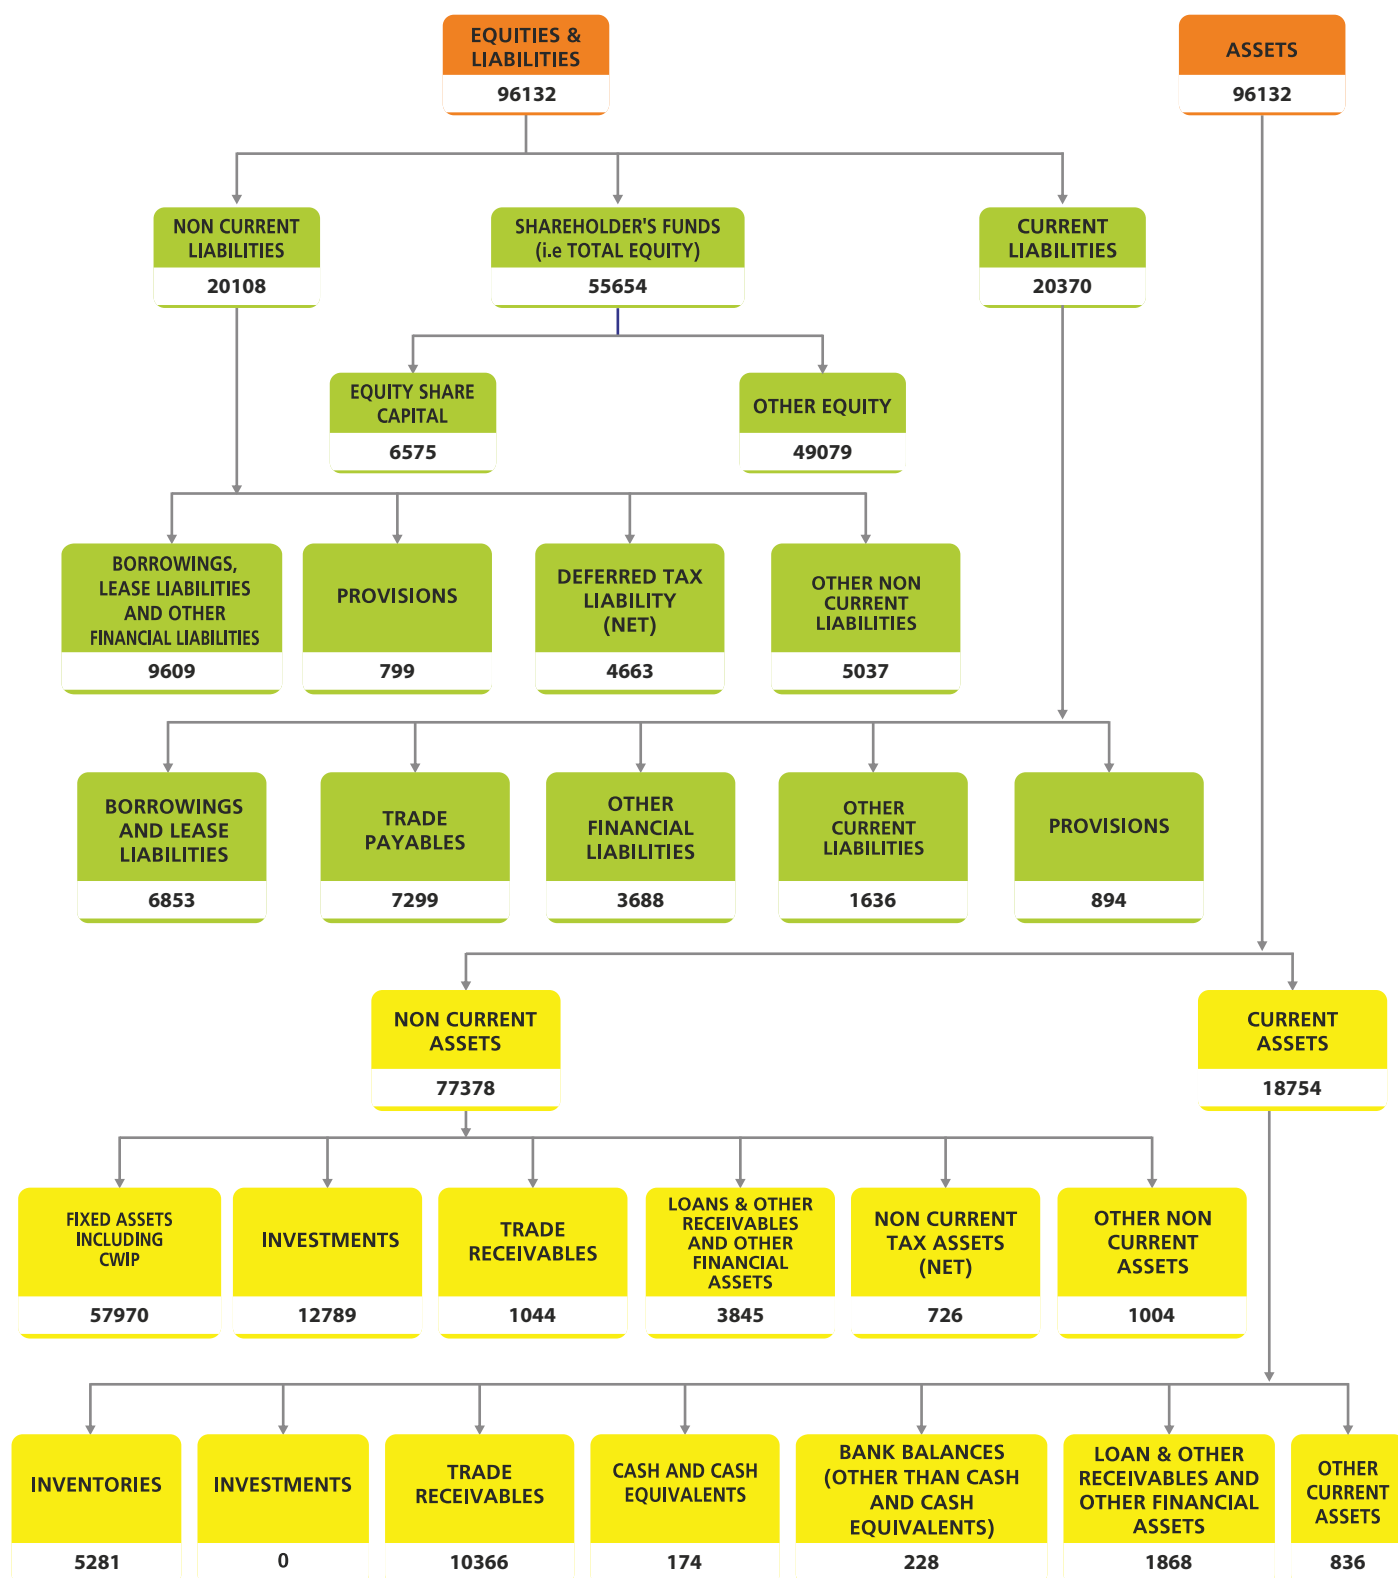 EQUITIES &
LIABILITIES
96132
ASSETS
96132
NON CURRENT
LIABILITIES
20108
SHAREHOLDER'S FUNDS
(i.e TOTAL EQUITY)
55654
CURRENT
LIABILITIES
20370
EQUITY SHARE
CAPITAL
6575
OTHER EQUITY
49079
BORROWINGS,
LEASE LIABILITIES
AND OTHER
FINANCIAL LIABILITIES
9609
PROVISIONS
799
DEFERRED TAX
LIABILITY
(NET)
4663
OTHER NON
CURRENT
LIABILITIES
5037
BORROWINGS
AND LEASE
LIABILITIES
6853
TRADE
PAYABLES
7299
OTHER
FINANCIAL
LIABILITIES
3688
OTHER
CURRENT
LIABILITIES
1636
PROVISIONS
894
NON CURRENT
ASSETS
77378
CURRENT
ASSETS
18754
FIXED ASSETS
INCLUDING
CWIP
57970
INVESTMENTS
12789
TRADE
RECEIVABLES
1044
LOANS & OTHER
RECEIVABLES
AND OTHER
FINANCIAL
ASSETS
3845
NON CURRENT
TAX ASSETS
(NET)
726
OTHER NON
CURRENT
ASSETS
1004
INVENTORIES
5281
INVESTMENTS
0
TRADE
RECEIVABLES
10366
CASH AND CASH
EQUIVALENTS
174
BANK BALANCES
(OTHER THAN CASH
AND CASH
EQUIVALENTS)
228
LOAN & OTHER
RECEIVABLES AND
OTHER FINANCIAL
ASSETS
1868
OTHER
CURRENT
ASSETS
836